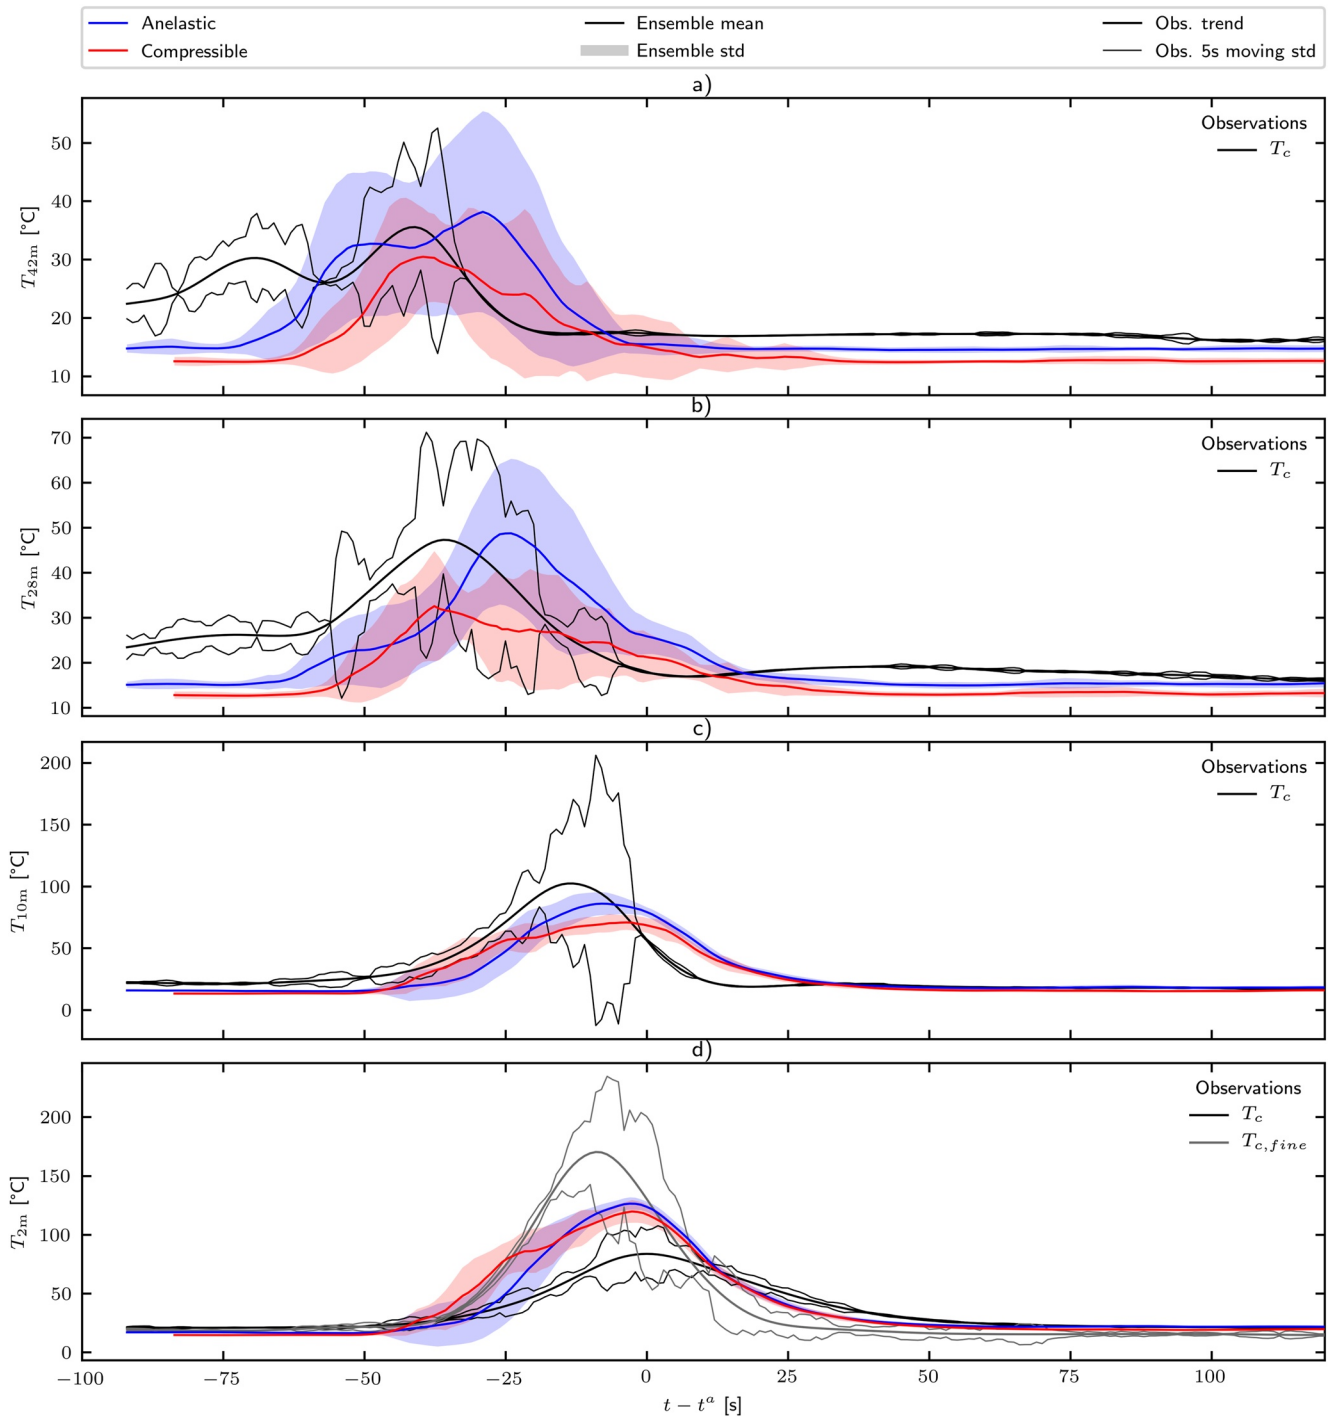 Anelastic Ensemble mean Obs. trend
Compressible Ensemble std Obs. 5s moving std
a)
Observations
T_c
T_42m [°C]
50
40
30
20
10
b)
Observations
T_c
T_28m [°C]
70
60
50
40
30
20
10
c)
Observations
T_c
T_10m [°C]
200
150
100
50
0
d)
Observations
T_c
T_c,fine
T_2m [°C]
200
150
100
50
0
−100 −75 −50 −25 0 25 50 75 100
t − t^a [s]